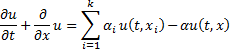 ∂u/∂t + ∂/∂x u = ∑_{i=1}^{k} α_i u(t, x_i) − αu(t, x)